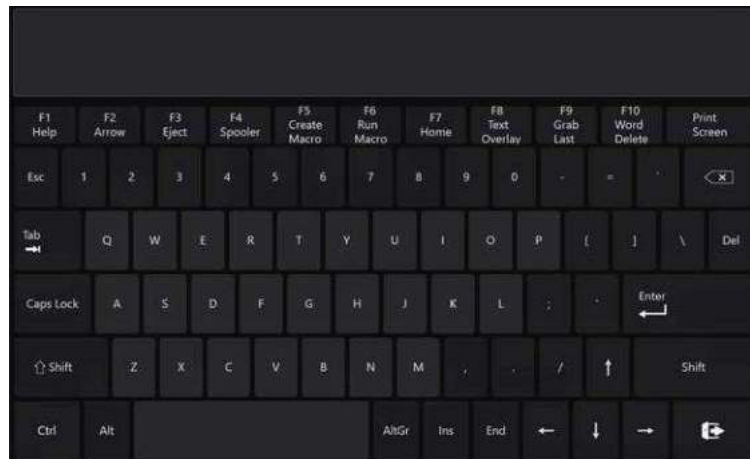 F1 Help F2 Arrow F3 Eject F4 Spooler F5 Create Macro F6 Run Macro F7 Home F8 Text Overlay F9 Grab Last F10 Word Delete Print Screen
Esc 1 2 3 4 5 6 7 8 9 0 - = `
Tab Q W E R T Y U I O P [ ] \ Del
Caps Lock A S D F G H J K L ; ' Enter
Shift Z X C V B N M , . / ↑ Shift
Ctrl Alt AltGr Ins End ← ↓ →